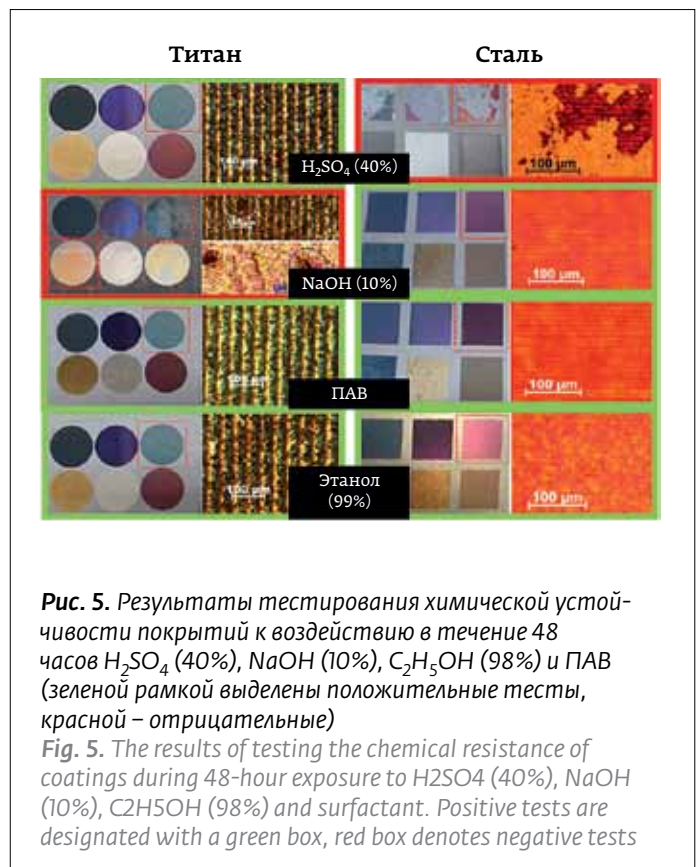 Титан Сталь
H₂SO₄ (40%)
100 µm
NaOH (10%)
100 µm
ПАВ
100 µm
Этанол
(99%)
100 µm
100 µm
Рис. 5. Результаты тестирования химической устой-
чивости покрытий к воздействию в течение 48
часов H₂SO₄ (40%), NaOH (10%), C₂H₅OH (98%) и ПАВ
(зеленой рамкой выделены положительные тесты,
красной – отрицательные)
Fig. 5. The results of testing the chemical resistance of
coatings during 48-hour exposure to H2SO4 (40%), NaOH
(10%), C2H5OH (98%) and surfactant. Positive tests are
designated with a green box, red box denotes negative tests